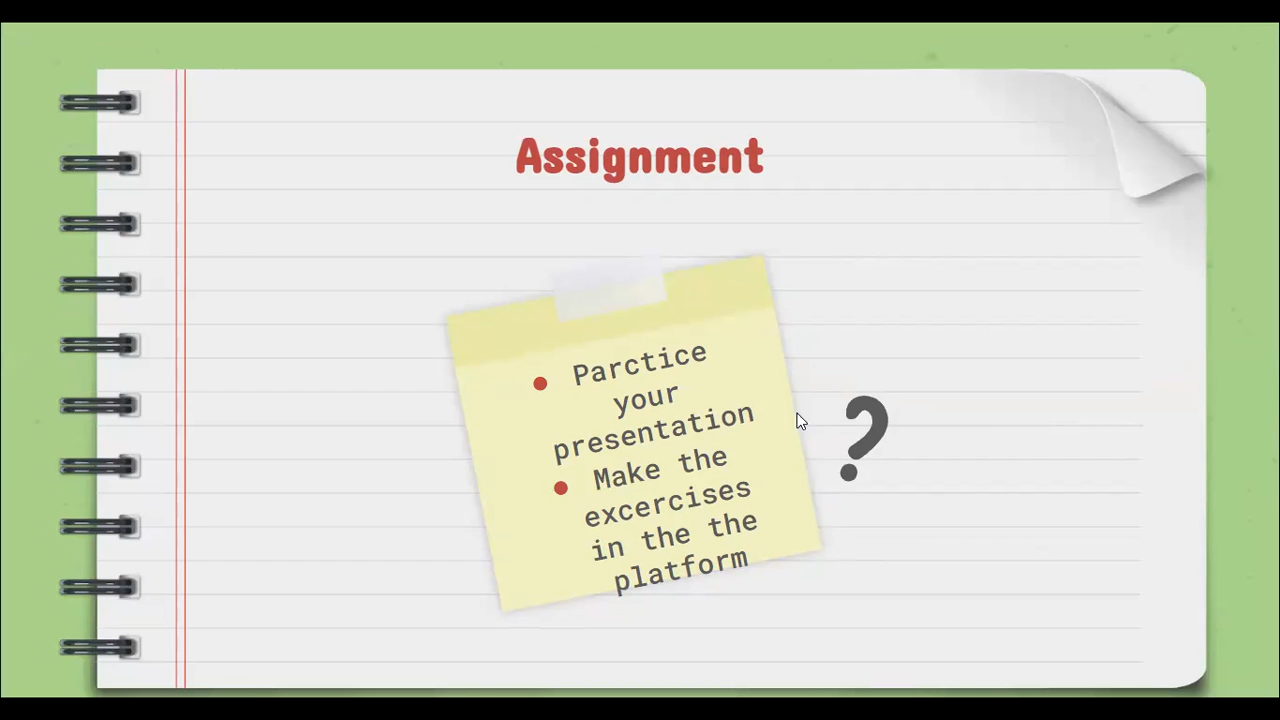 Assignment
● Parctice
your
presentation
● Make the
excercises
in the the
platform
?